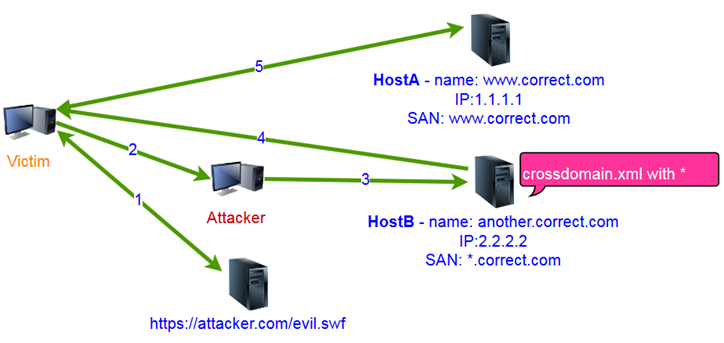 5
HostA - name: www.correct.com
IP:1.1.1.1
SAN: www.correct.com
4
Victim
2
1
Attacker
3
crossdomain.xml with *
HostB - name: another.correct.com
IP:2.2.2.2
SAN: *.correct.com
https://attacker.com/evil.swf